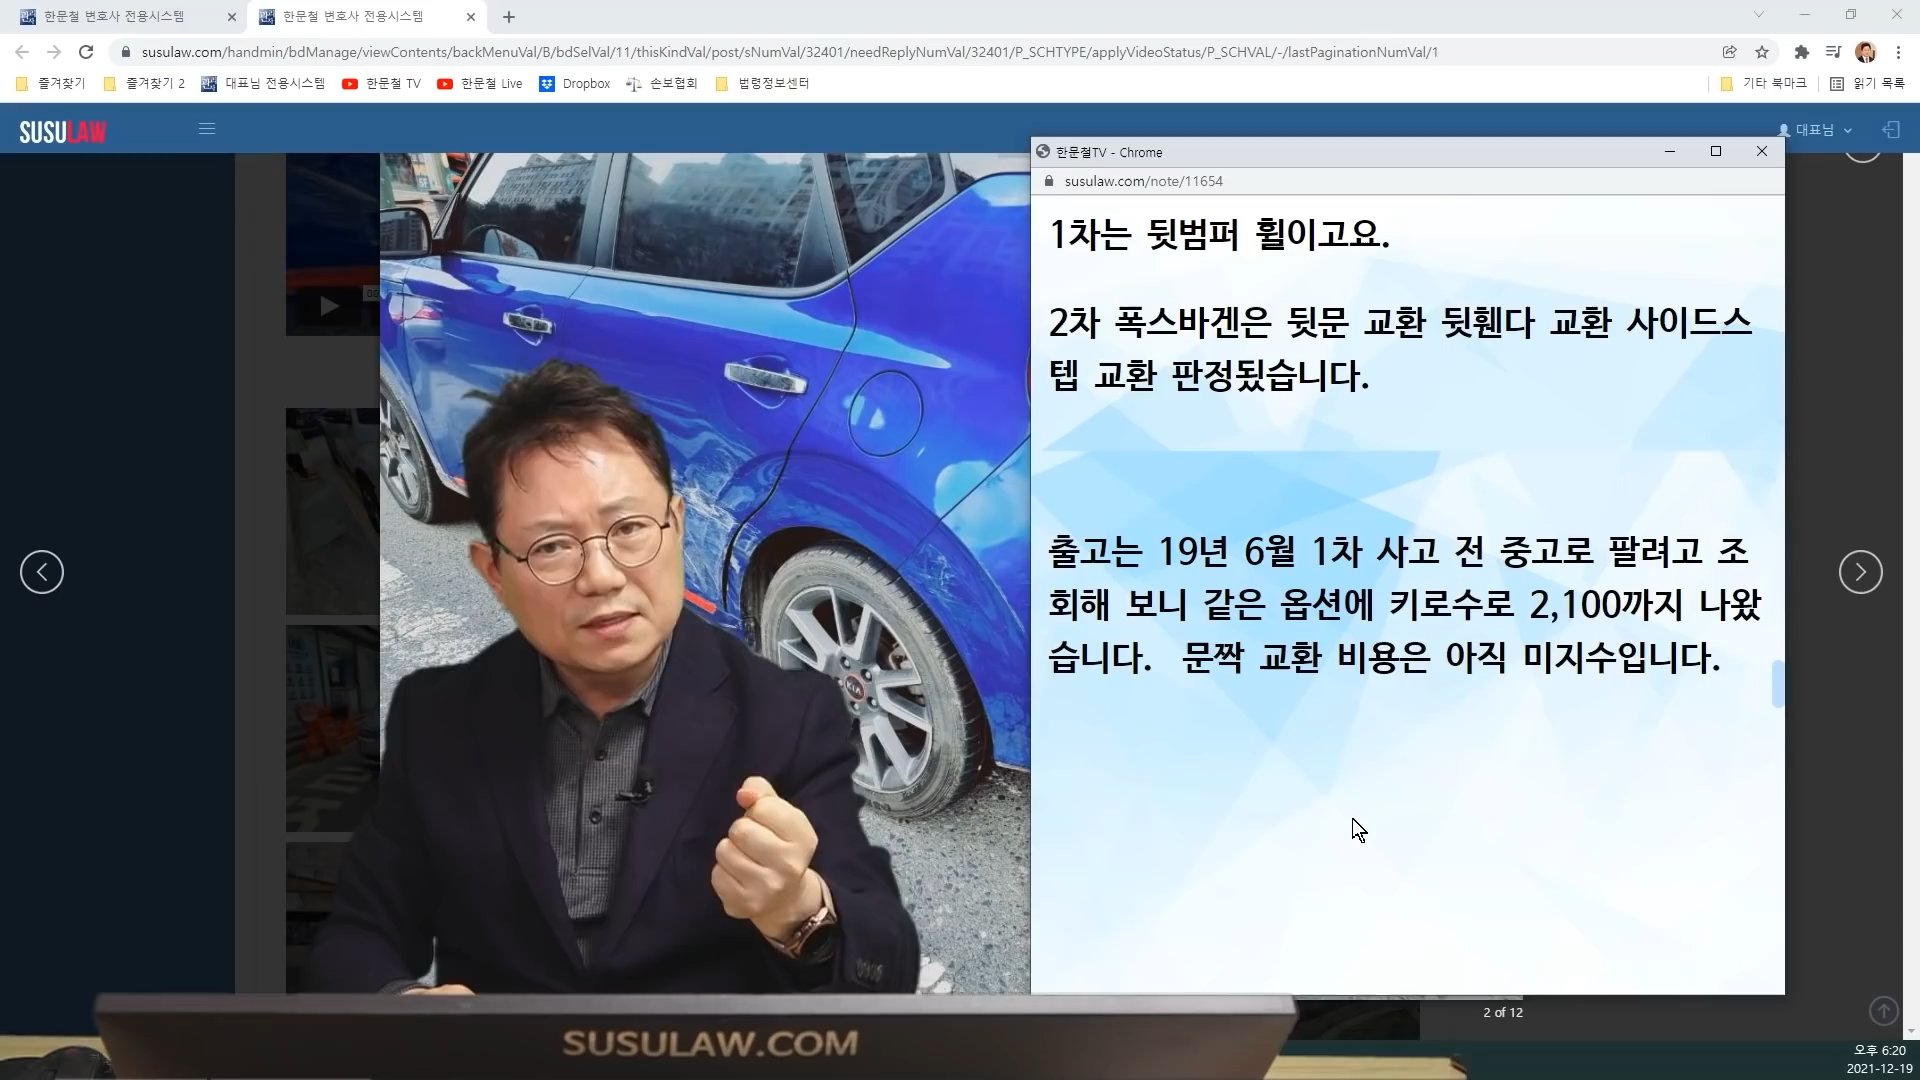 한문철 변호사 전용시스템
한문철 변호사 전용시스템
susulaw.com/handmin/bdManage/viewContents/backMenuVal/B/bdSelVal/11/thisKindVal/post/sNumVal/32401/needReplyNumVal/32401/P_SCHTYPE/applyVideoStatus/P_SCHVAL/-/lastPaginationNumVal/1
즐겨찾기
즐겨찾기 2
대표님 전용시스템
한문철 TV
한문철 Live
Dropbox
손보협회
법령정보센터
기타 북마크
읽기 목록
SUSULAW
대표님
한문철TV - Chrome
susulaw.com/note/11654
1차는 뒷범퍼 휠이고요.
2차 폭스바겐은 뒷문 교환 뒷휀다 교환 사이드스
텝 교환 판정됬습니다.
출고는 19년 6월 1차 사고 전 중고로 팔려고 조
회해 보니 같은 옵션에 키로수로 2,100까지 나왔
습니다. 문짝 교환 비용은 아직 미지수입니다.
KIA
2 of 12
SUSULAW.COM
오후 6:20
2021-12-19